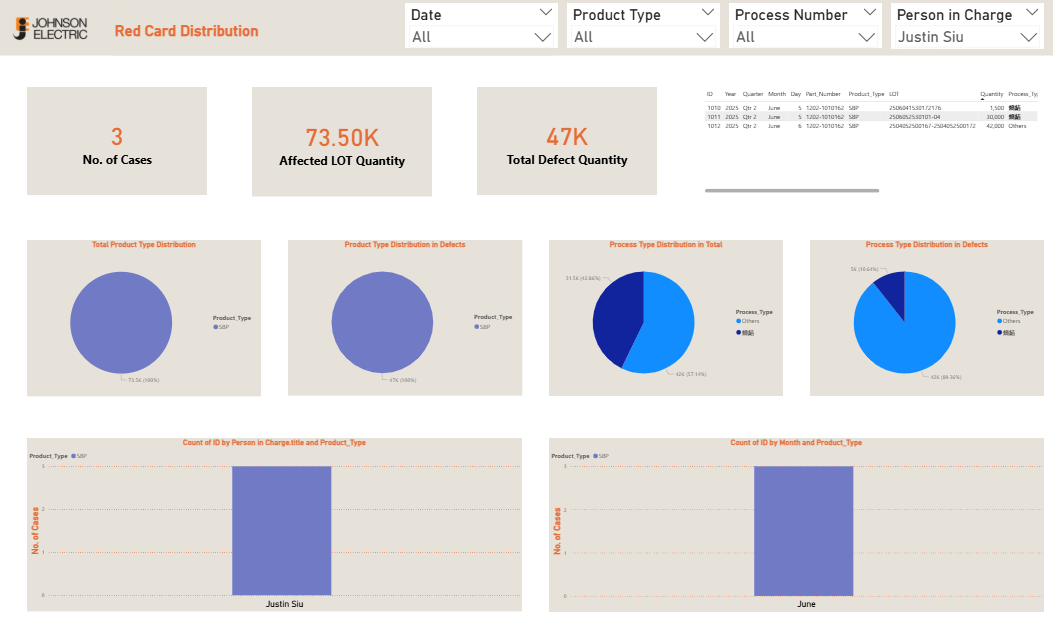 JOHNSON
ELECTRIC
Red Card Distribution
Date
All
Product Type
All
Process Number
All
Person in Charge
Justin Siu
3
No. of Cases
73.50K
Affected LOT Quantity
47K
Total Defect Quantity
ID Year Quarter Month Day Part_Number Product_Type LOT Quantity Process_Ty
1010 2025 Qtr 2 June 5 1202-1010162 SBP 2506041530172176 1,500
1011 2025 Qtr 2 June 5 1202-1010162 SBP 2506052530101-04 30,000
1012 2025 Qtr 2 June 6 1202-1010162 SBP 2504052500167-2504052500172 42,000 Others
Total Product Type Distribution
Product_Type
SBP
73.5K (100%)
Product Type Distribution in Defects
Product_Type
SBP
47K (100%)
Process Type Distribution in Total
31.5K (42.86%)
Process_Type
Others
42K (57.14%)
Process Type Distribution in Defects
5K (10.64%)
Process_Type
Others
42K (89.36%)
Count of ID by Person in Charge.title and Product_Type
Product_Type SBP
No. of Cases
3
2
1
0
Justin Siu
Count of ID by Month and Product_Type
Product_Type SBP
No. of Cases
3
2
1
0
June